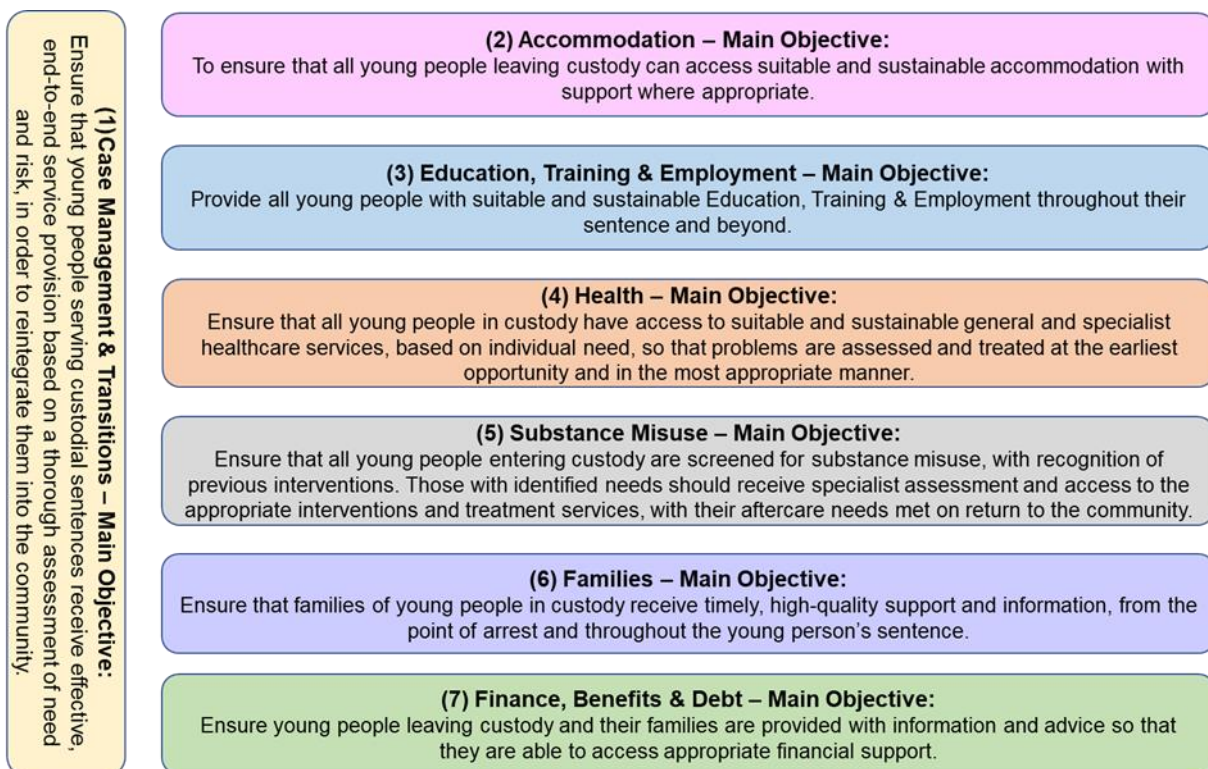 (1)Case Management & Transitions – Main Objective:
Ensure that young people serving custodial sentences receive effective,
end-to-end service provision based on a thorough assessment of need
and risk, in order to reintegrate them into the community.
(2) Accommodation – Main Objective:
To ensure that all young people leaving custody can access suitable and sustainable accommodation with
support where appropriate.
(3) Education, Training & Employment – Main Objective:
Provide all young people with suitable and sustainable Education, Training & Employment throughout their
sentence and beyond.
(4) Health – Main Objective:
Ensure that all young people in custody have access to suitable and sustainable general and specialist
healthcare services, based on individual need, so that problems are assessed and treated at the earliest
opportunity and in the most appropriate manner.
(5) Substance Misuse – Main Objective:
Ensure that all young people entering custody are screened for substance misuse, with recognition of
previous interventions. Those with identified needs should receive specialist assessment and access to the
appropriate interventions and treatment services, with their aftercare needs met on return to the community.
(6) Families – Main Objective:
Ensure that families of young people in custody receive timely, high-quality support and information, from the
point of arrest and throughout the young person’s sentence.
(7) Finance, Benefits & Debt – Main Objective:
Ensure young people leaving custody and their families are provided with information and advice so that
they are able to access appropriate financial support.